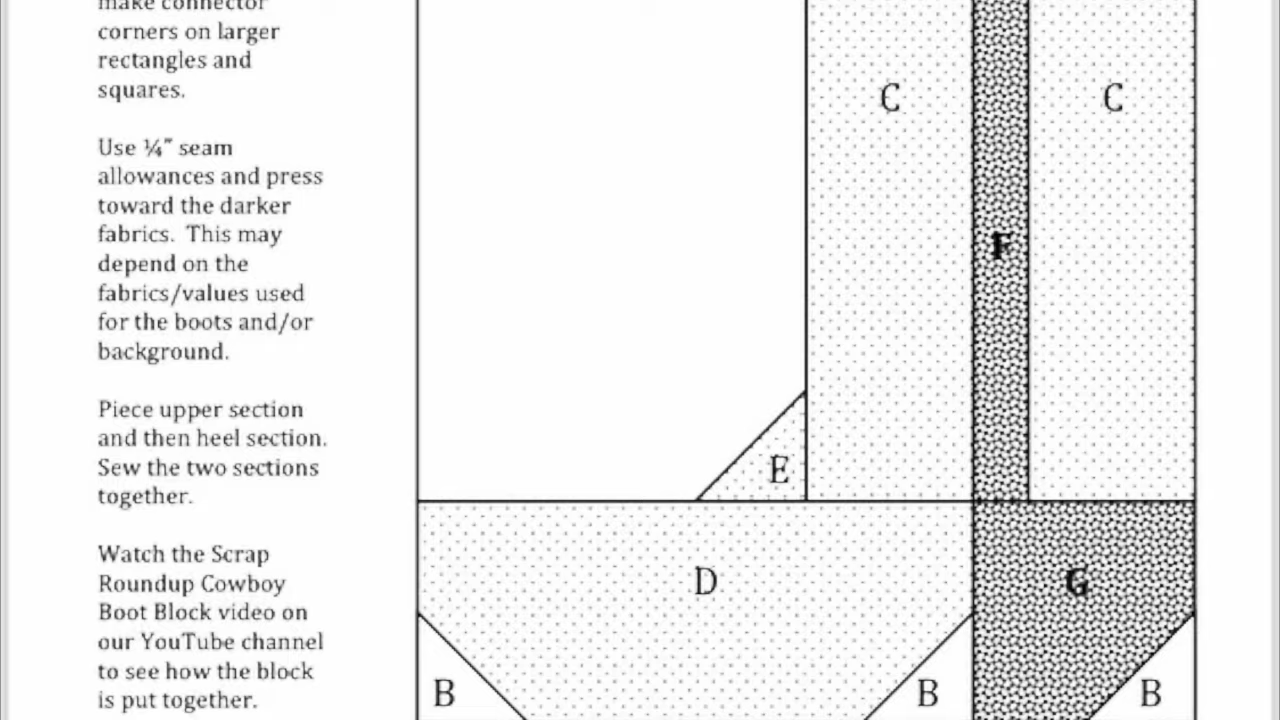 make connector
corners on larger
rectangles and
squares.
Use ¼” seam
allowances and press
toward the darker
fabrics.  This may
depend on the
fabrics/values used
for the boots and/or
background.
Piece upper section
and then heel section.
Sew the two sections
together.
Watch the Scrap
Roundup Cowboy
Boot Block video on
our YouTube channel
to see how the block
is put together.
C
C
F
E
D
G
B
B
B